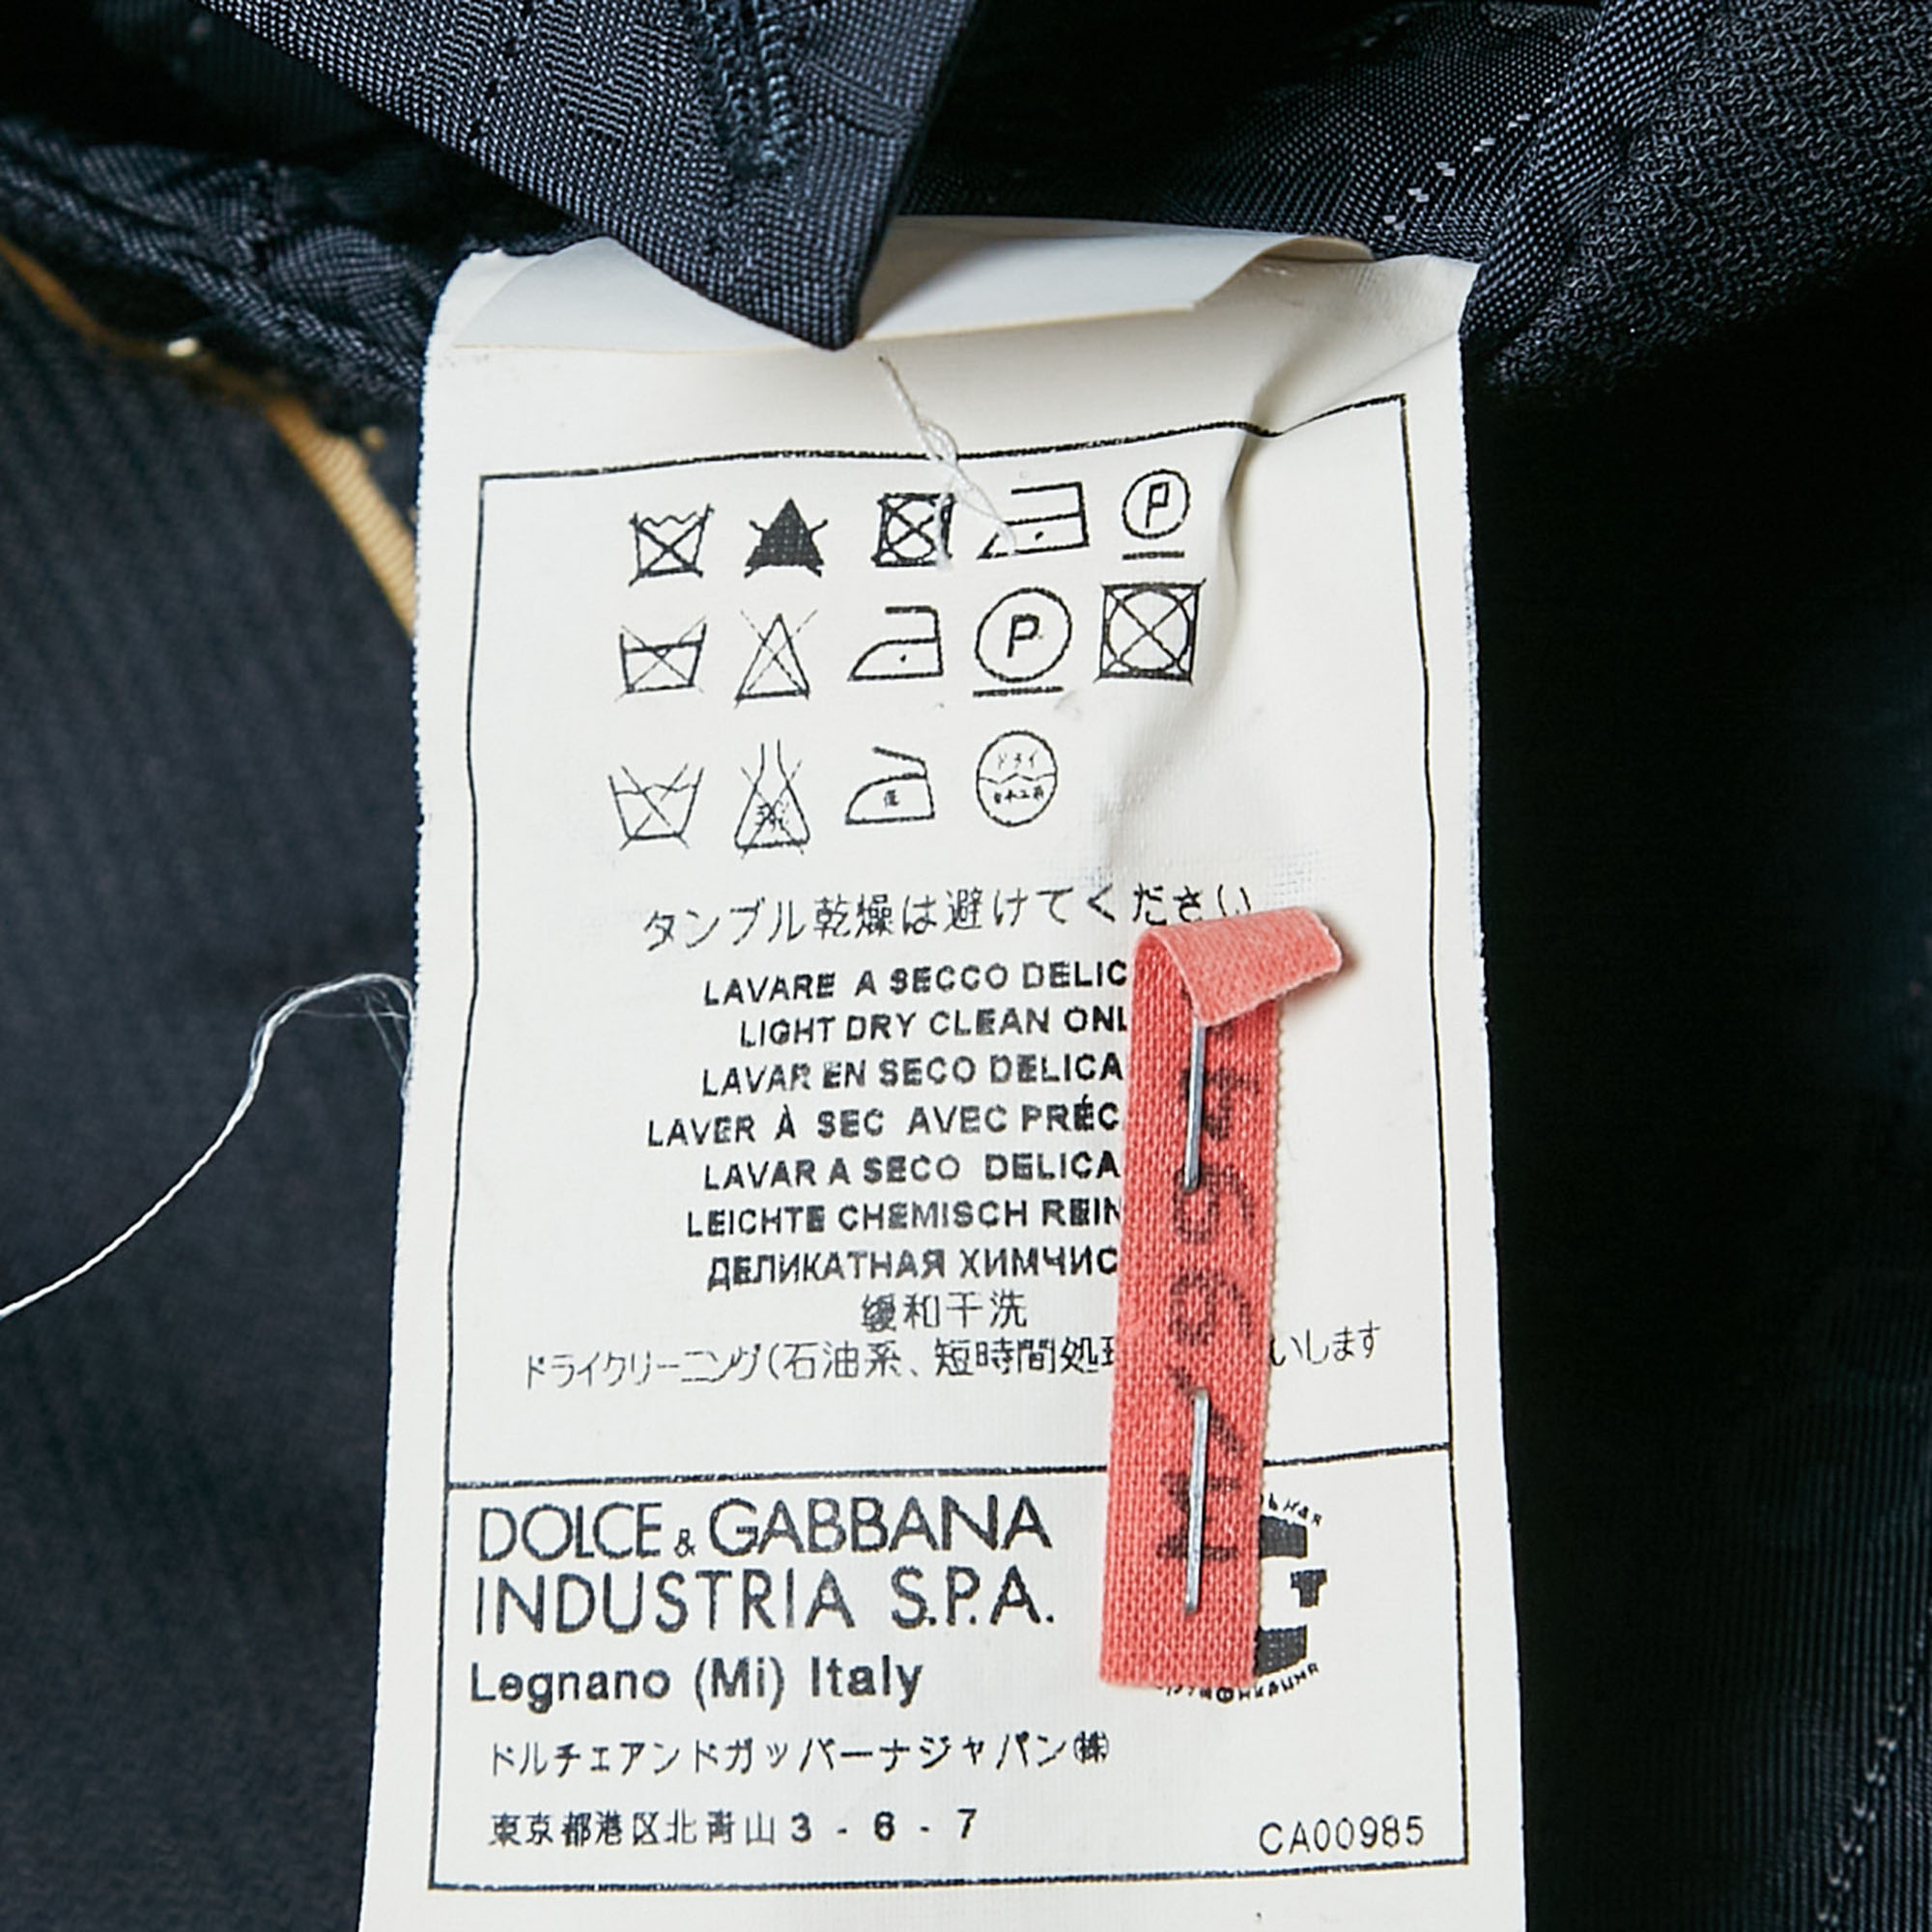 P
P
ドライ
タンブル乾燥は避けてください
LAVARE A SECCO DELIC
LIGHT DRY CLEAN ONL
LAVAR EN SECO DELICA
LAVER À SEC AVEC PRÉC
LAVAR A SECO DELICA
LEICHTE CHEMISCH REIN
ДЕЛИКАТНАЯ ХИМЧИС
缓和干洗
ドライクリーニング(石油系、短時間処 いします
DOLCE & GABBANA
INDUSTRIA S.P.A.
Legnano (Mi) Italy
ドルチェアンドガッバーナジャパン㈱
東京都港区北青山3-6-7
CA00985